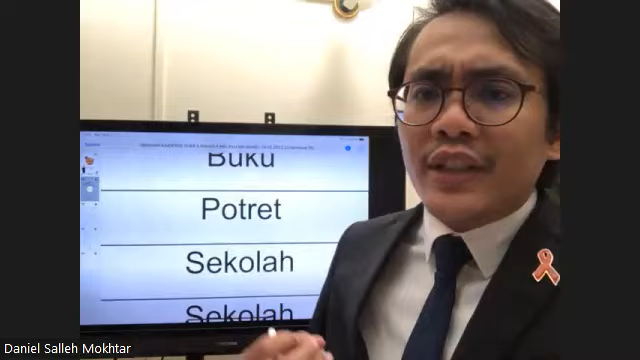 Buku
Potret
Sekolah
Sekolah
Daniel Salleh Mokhtar